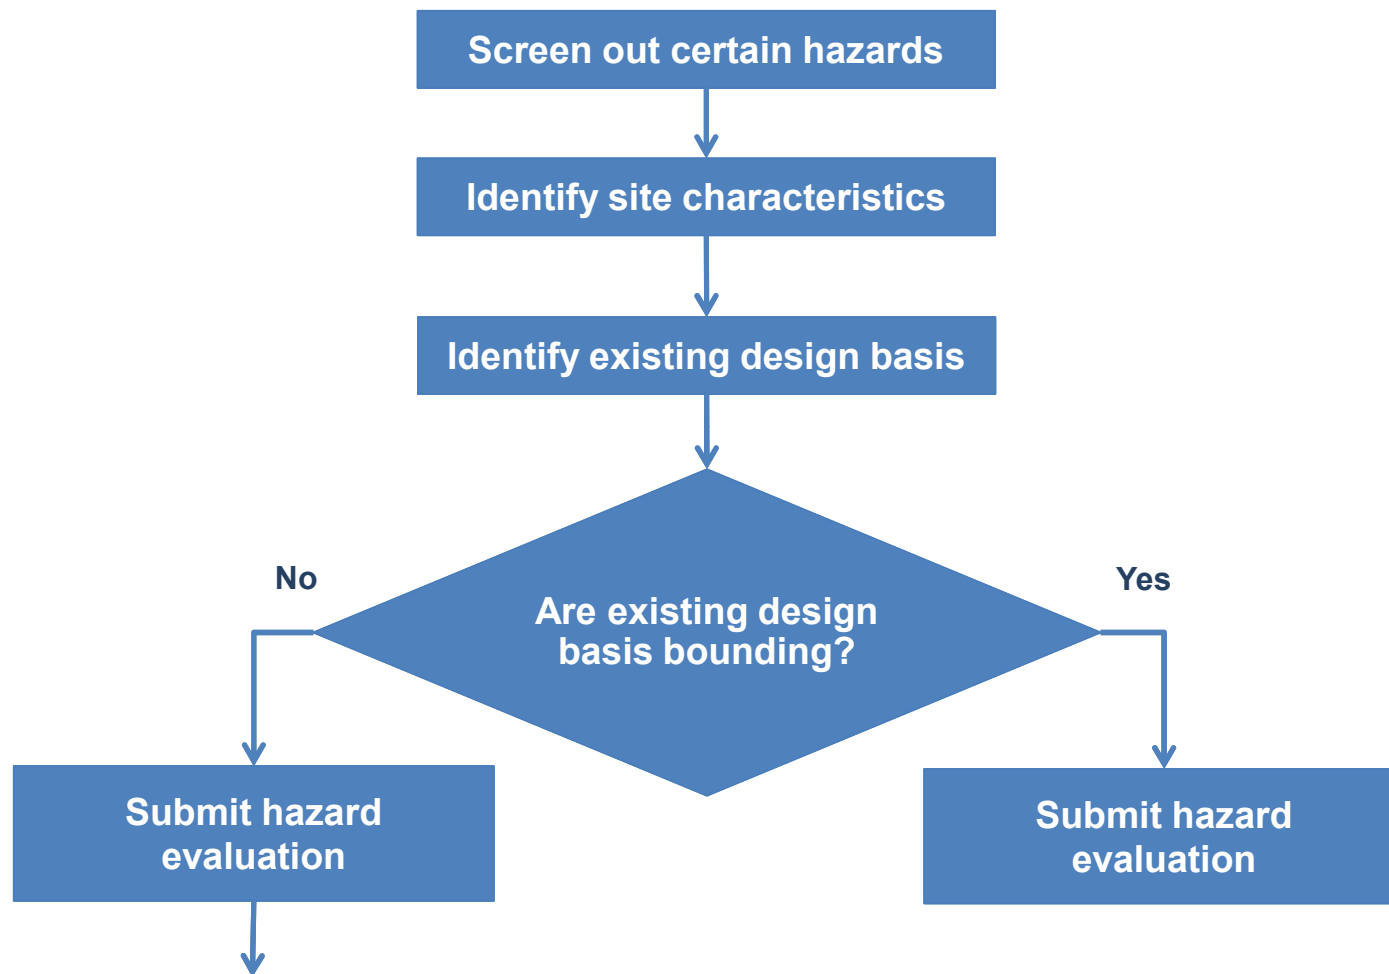 Screen out certain hazards
Identify site characteristics
Identify existing design basis
No
Yes
Are existing design
basis bounding?
Submit hazard
evaluation
Submit hazard
evaluation